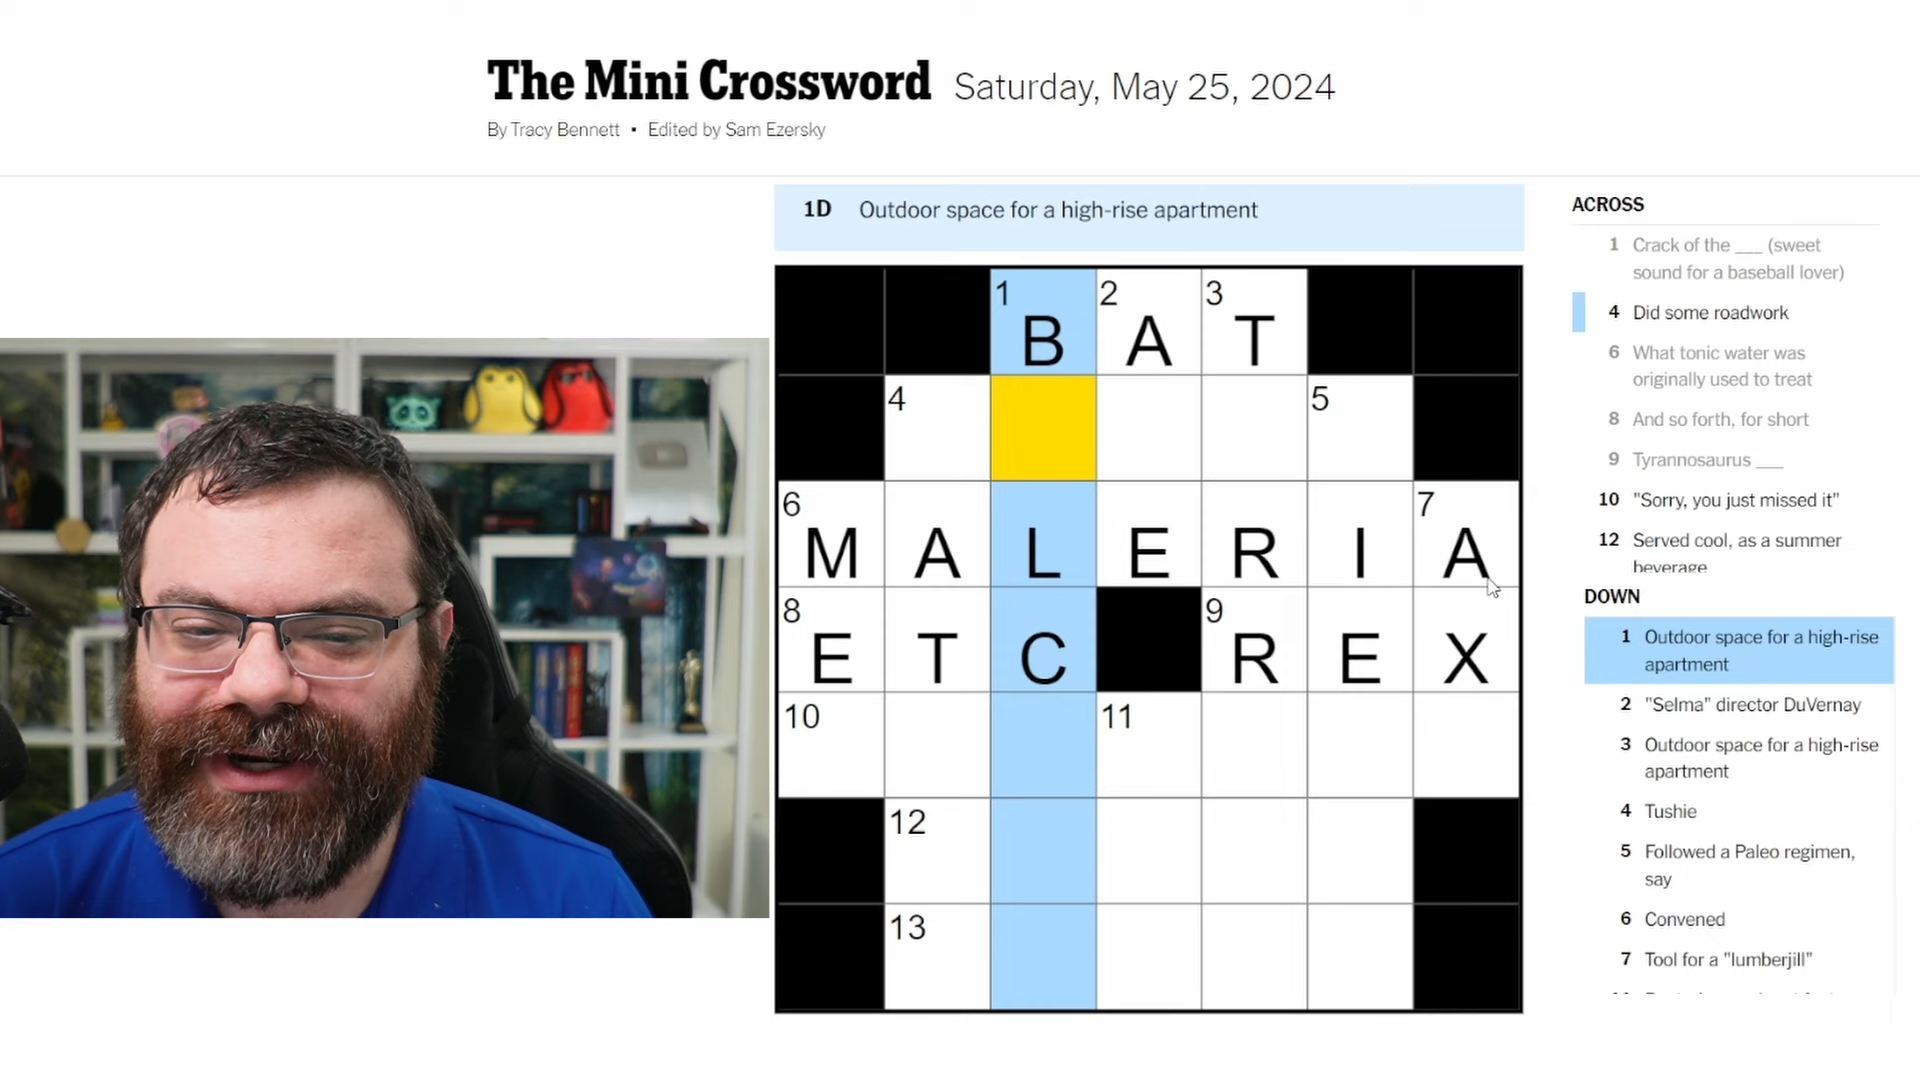 The Mini Crossword Saturday, May 25, 2024
By Tracy Bennett ▪ Edited by Sam Ezersky
1D Outdoor space for a high-rise apartment
1 B 2 A 3 T
4 5
6 M A L E R I 7 A
8 E T C 9 R E X
10 11
12
13
ACROSS
1 Crack of the ___ (sweet
sound for a baseball lover)
4 Did some roadwork
6 What tonic water was
originally used to treat
8 And so forth, for short
9 Tyrannosaurus ___
10 "Sorry, you just missed it"
12 Served cool, as a summer
beverage
DOWN
1 Outdoor space for a high-rise
apartment
2 "Selma" director DuVernay
3 Outdoor space for a high-rise
apartment
4 Tushie
5 Followed a Paleo regimen,
say
6 Convened
7 Tool for a "lumberjill"